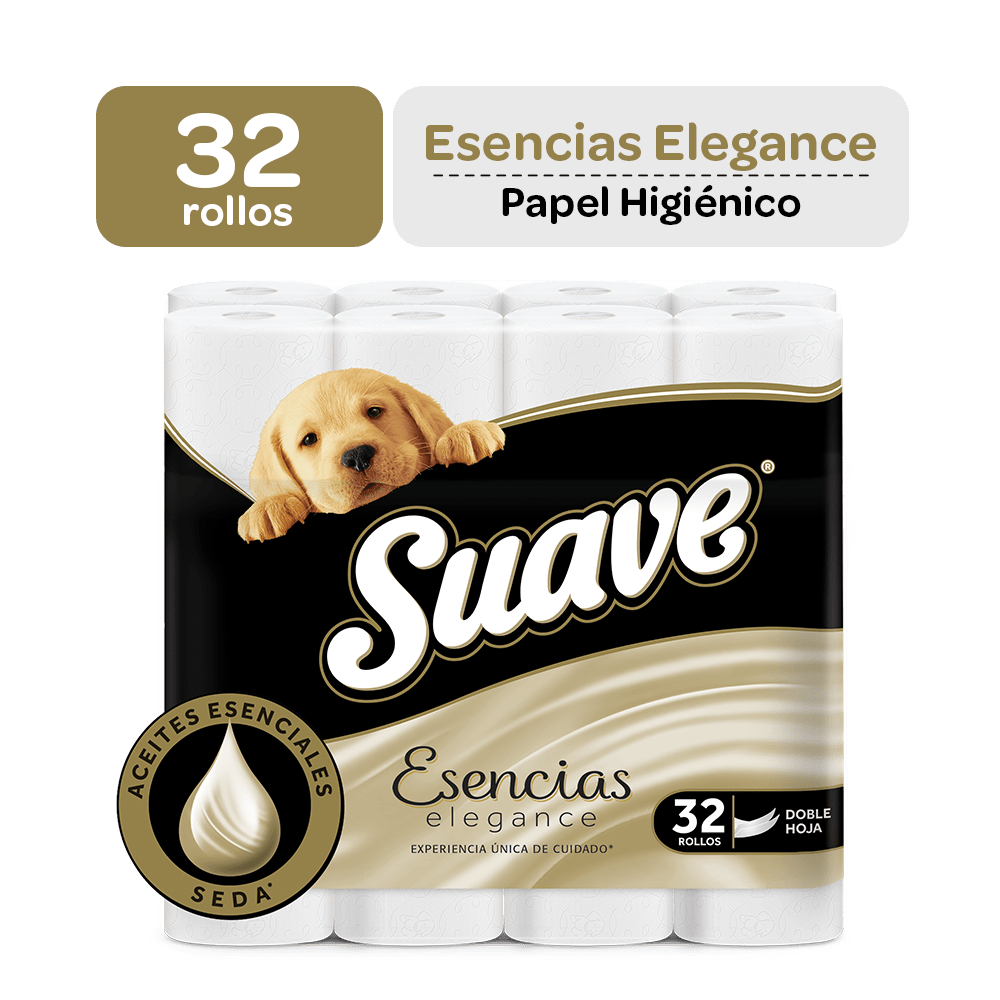 32
rollos
Esencias Elegance
Papel Higiénico
Suave®
ACEITES ESENCIALES
SEDA*
Esencias
elegance
EXPERIENCIA ÚNICA DE CUIDADO*
32
ROLLOS
DOBLE
HOJA